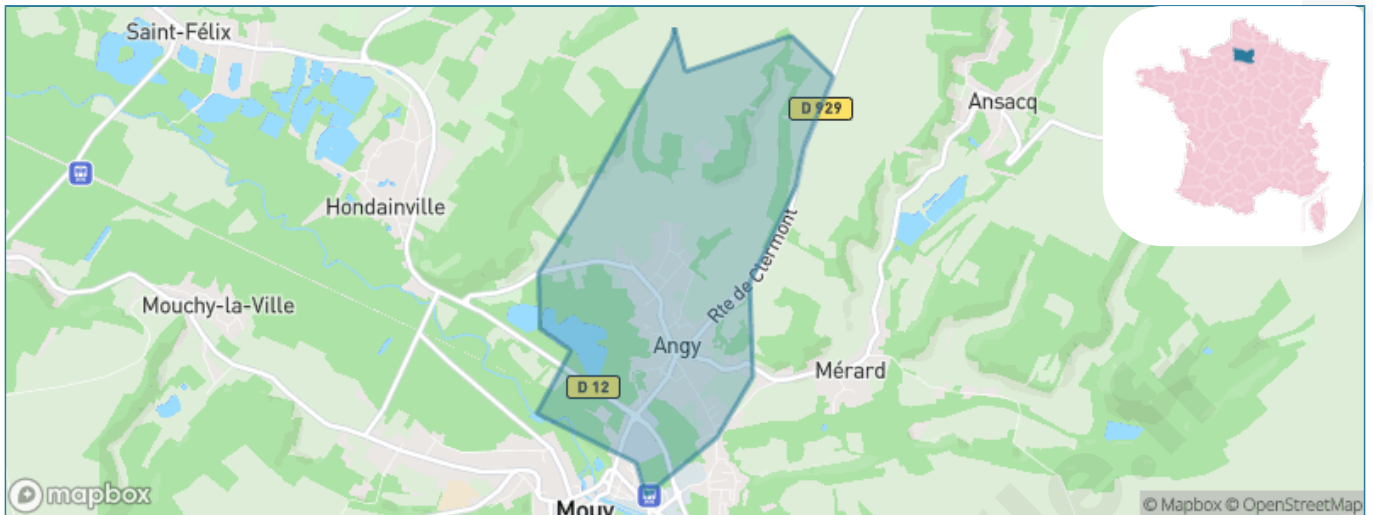 Saint-Félix
D 929
Ansacq
Hondainville
Rte de Clermont
Mouchy-la-Ville
Angy
Mérard
D 12
Mouy
mapbox
© Mapbox © OpenStreetMap